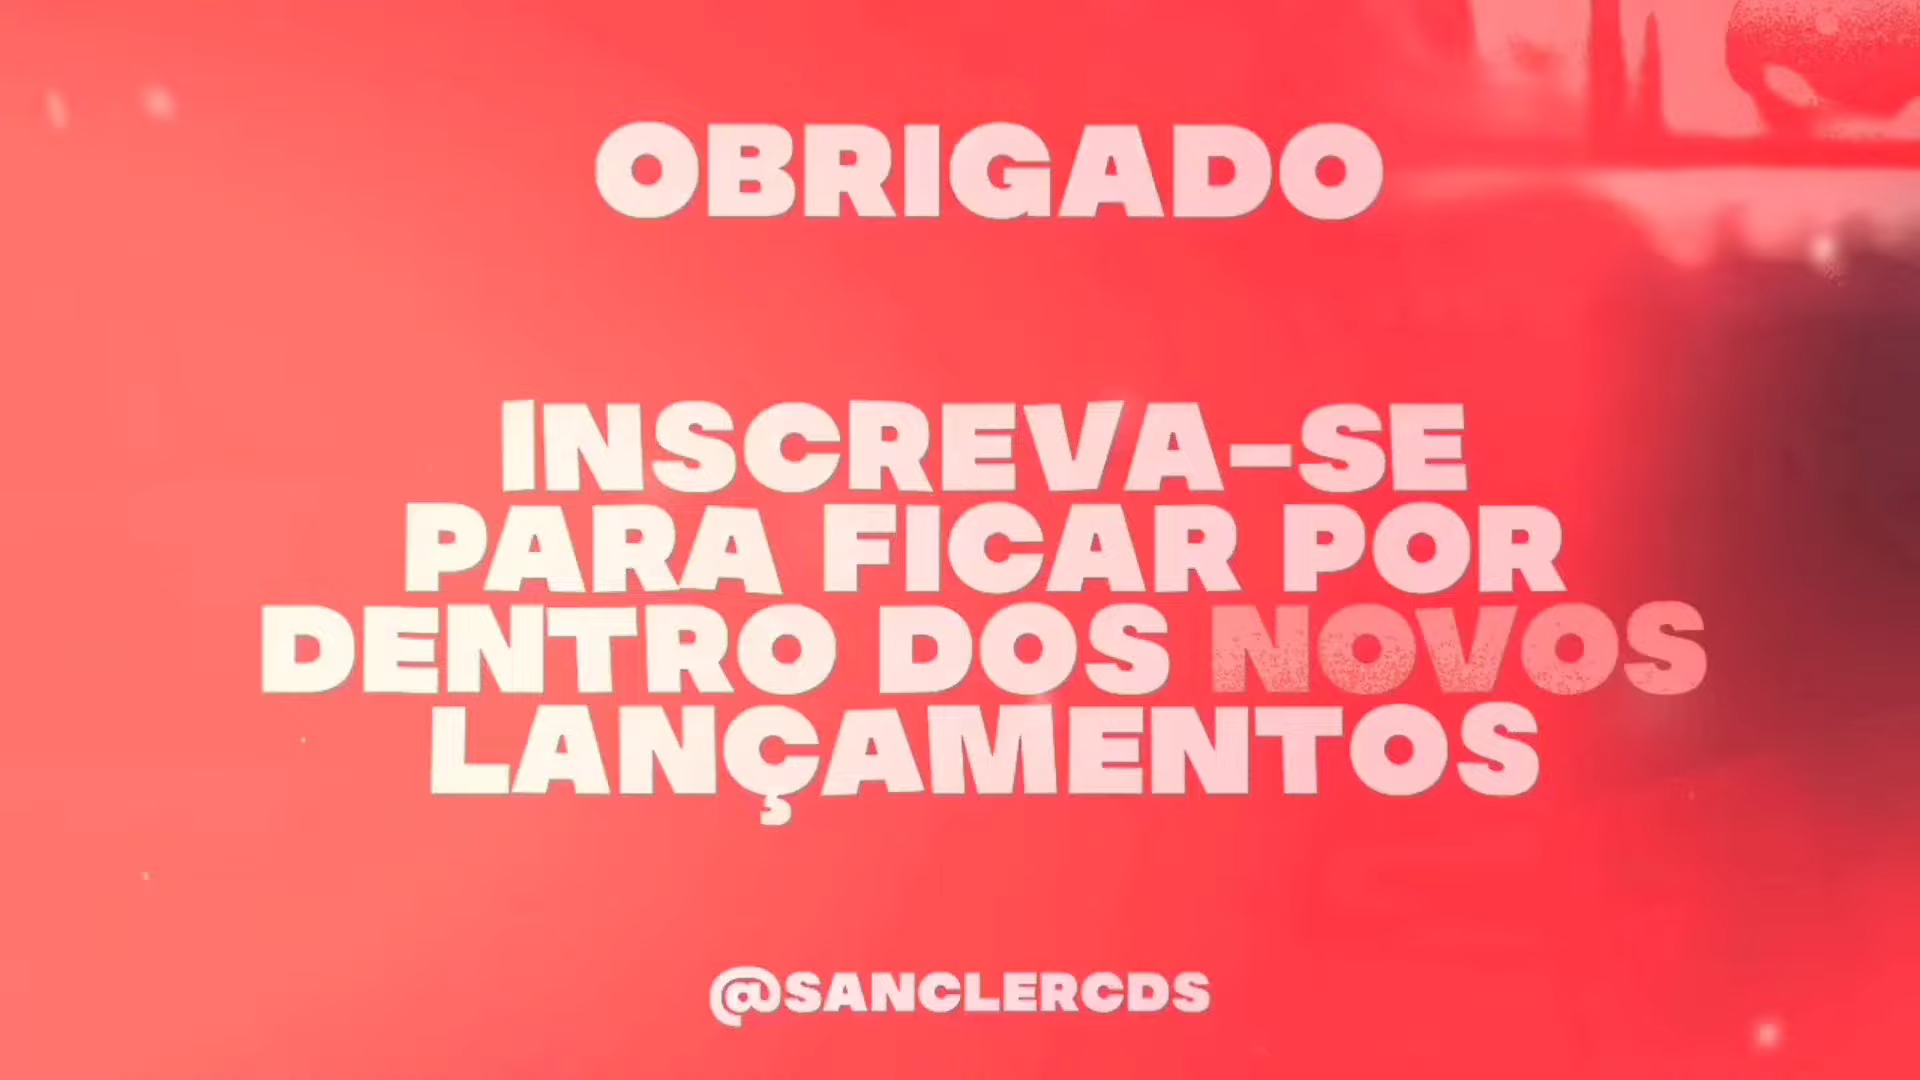 OBRIGADO
INSCREVA-SE
PARA FICAR POR
DENTRO DOS NOVOS
LANÇAMENTOS
@SANCLERCDS